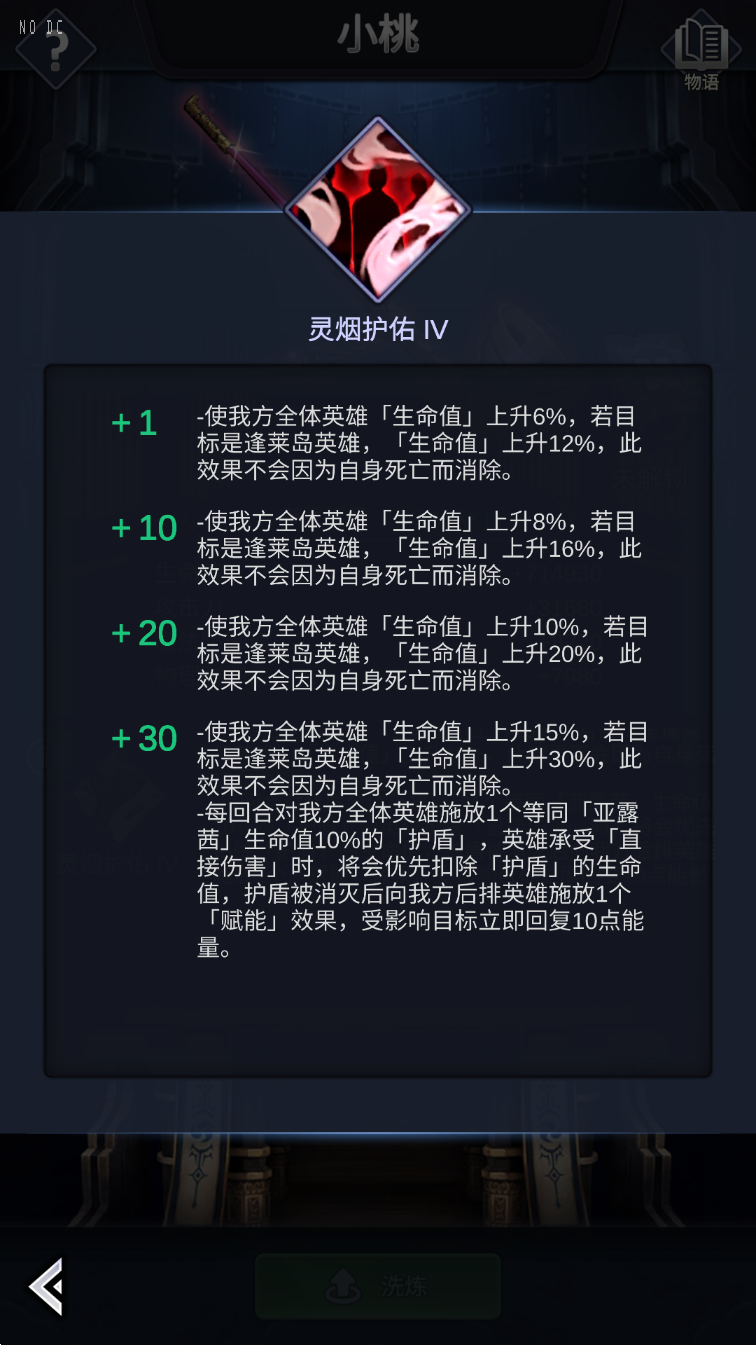 NO DC
?
小桃
物语
灵烟护佑 IV
+1
-使我方全体英雄「生命值」上升6%，若目
标是逢莱岛英雄，「生命值」上升12%，此
效果不会因为自身死亡而消除。
+10
-使我方全体英雄「生命值」上升8%，若目
标是逢莱岛英雄，「生命值」上升16%，此
效果不会因为自身死亡而消除。
+20
-使我方全体英雄「生命值」上升10%，若目
标是逢莱岛英雄，「生命值」上升20%，此
效果不会因为自身死亡而消除。
+30
-使我方全体英雄「生命值」上升15%，若目
标是逢莱岛英雄，「生命值」上升30%，此
效果不会因为自身死亡而消除。
-每回合对我方全体英雄施放1个等同「亚露
茜」生命值10%的「护盾」，英雄承受「直
接伤害」时，将会优先扣除「护盾」的生命
值，护盾被消灭后向我方后排英雄施放1个
「赋能」效果，受影响目标立即回复10点能
量。
洗炼